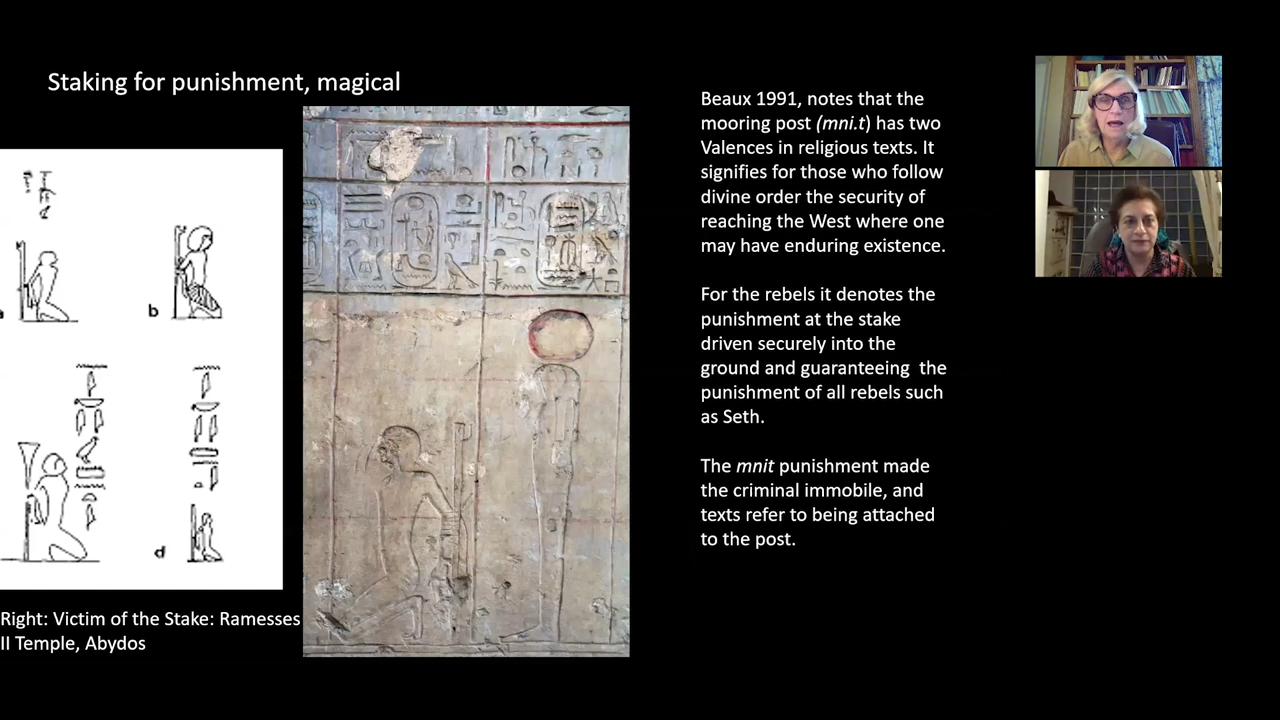 Staking for punishment, magical
a
b
d
Right: Victim of the Stake: Ramesses
II Temple, Abydos
Beaux 1991, notes that the
mooring post (mni.t) has two
Valences in religious texts. It
signifies for those who follow
divine order the security of
reaching the West where one
may have enduring existence.
For the rebels it denotes the
punishment at the stake
driven securely into the
ground and guaranteeing the
punishment of all rebels such
as Seth.
The mnit punishment made
the criminal immobile, and
texts refer to being attached
to the post.